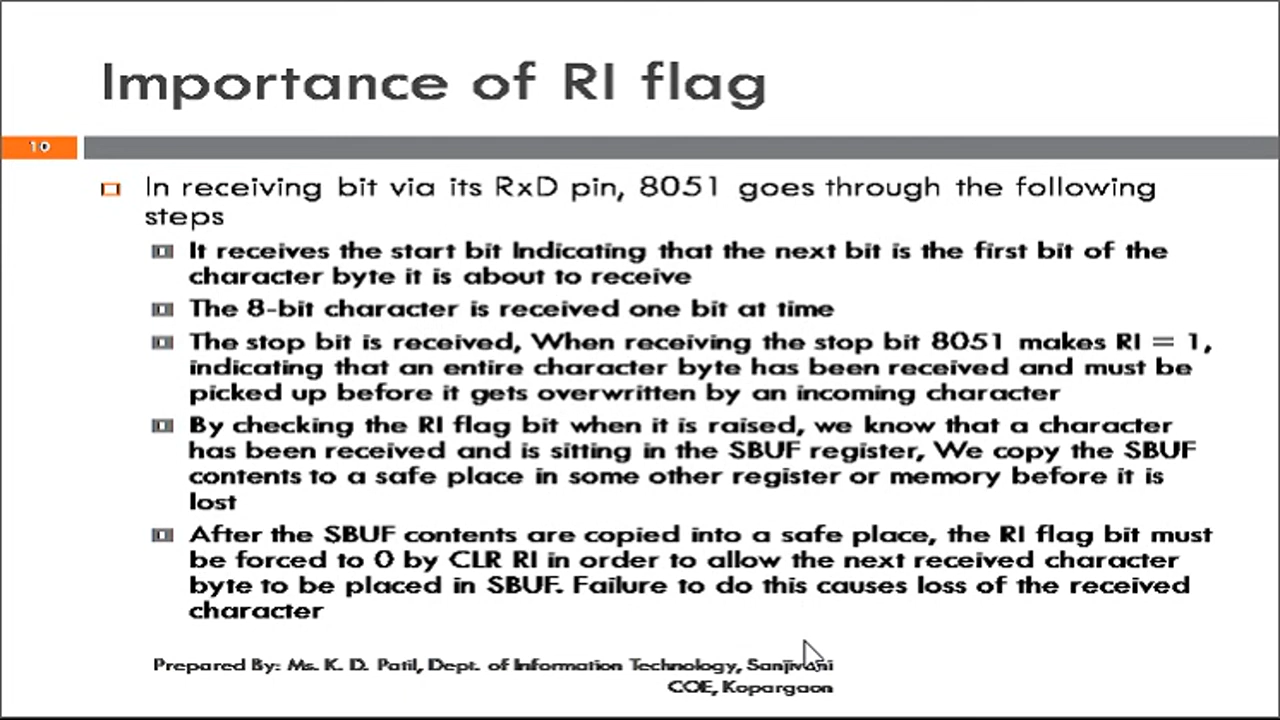 Importance of RI flag
10
In receiving bit via its RxD pin, 8051 goes through the following
steps
It receives the start bit Indicating that the next bit is the first bit of the
character byte it is about to receive
The 8-bit character is received one bit at time
The stop bit is received, When receiving the stop bit 8051 makes RI = 1,
indicating that an entire character byte has been received and must be
picked up before it gets overwritten by an incoming character
By checking the RI flag bit when it is raised, we know that a character
has been received and is sitting in the SBUF register, We copy the SBUF
contents to a safe place in some other register or memory before it is
lost
After the SBUF contents are copied into a safe place, the RI flag bit must
be forced to 0 by CLR RI in order to allow the next received character
byte to be placed in SBUF. Failure to do this causes loss of the received
character
Prepared By: Ms. K. D. Patil, Dept. of Information Technology, Sanjivani
COE, Kopargaon